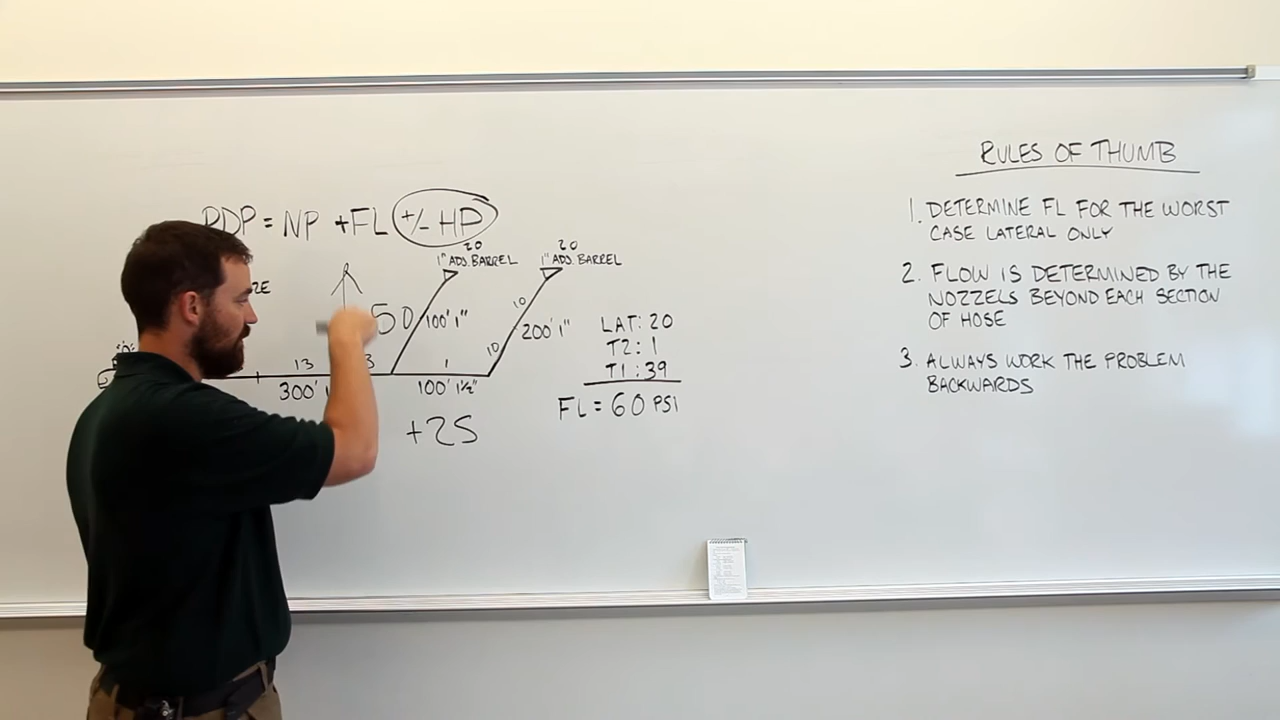 RULES OF THUMB
1. DETERMINE FL FOR THE WORST
CASE LATERAL ONLY
2. FLOW IS DETERMINED BY THE
NOZZELS BEYOND EACH SECTION
OF HOSE
3. ALWAYS WORK THE PROBLEM
BACKWARDS
PDP = NP + FL +/- HP
20
1" ADJ. BARREL
20
1" ADJ. BARREL
50
100' 1"
10
200' 1"
10
13
3
1
300' 1
100' 1½"
+25
LAT: 20
T2: 1
T1: 39
FL = 60 PSI